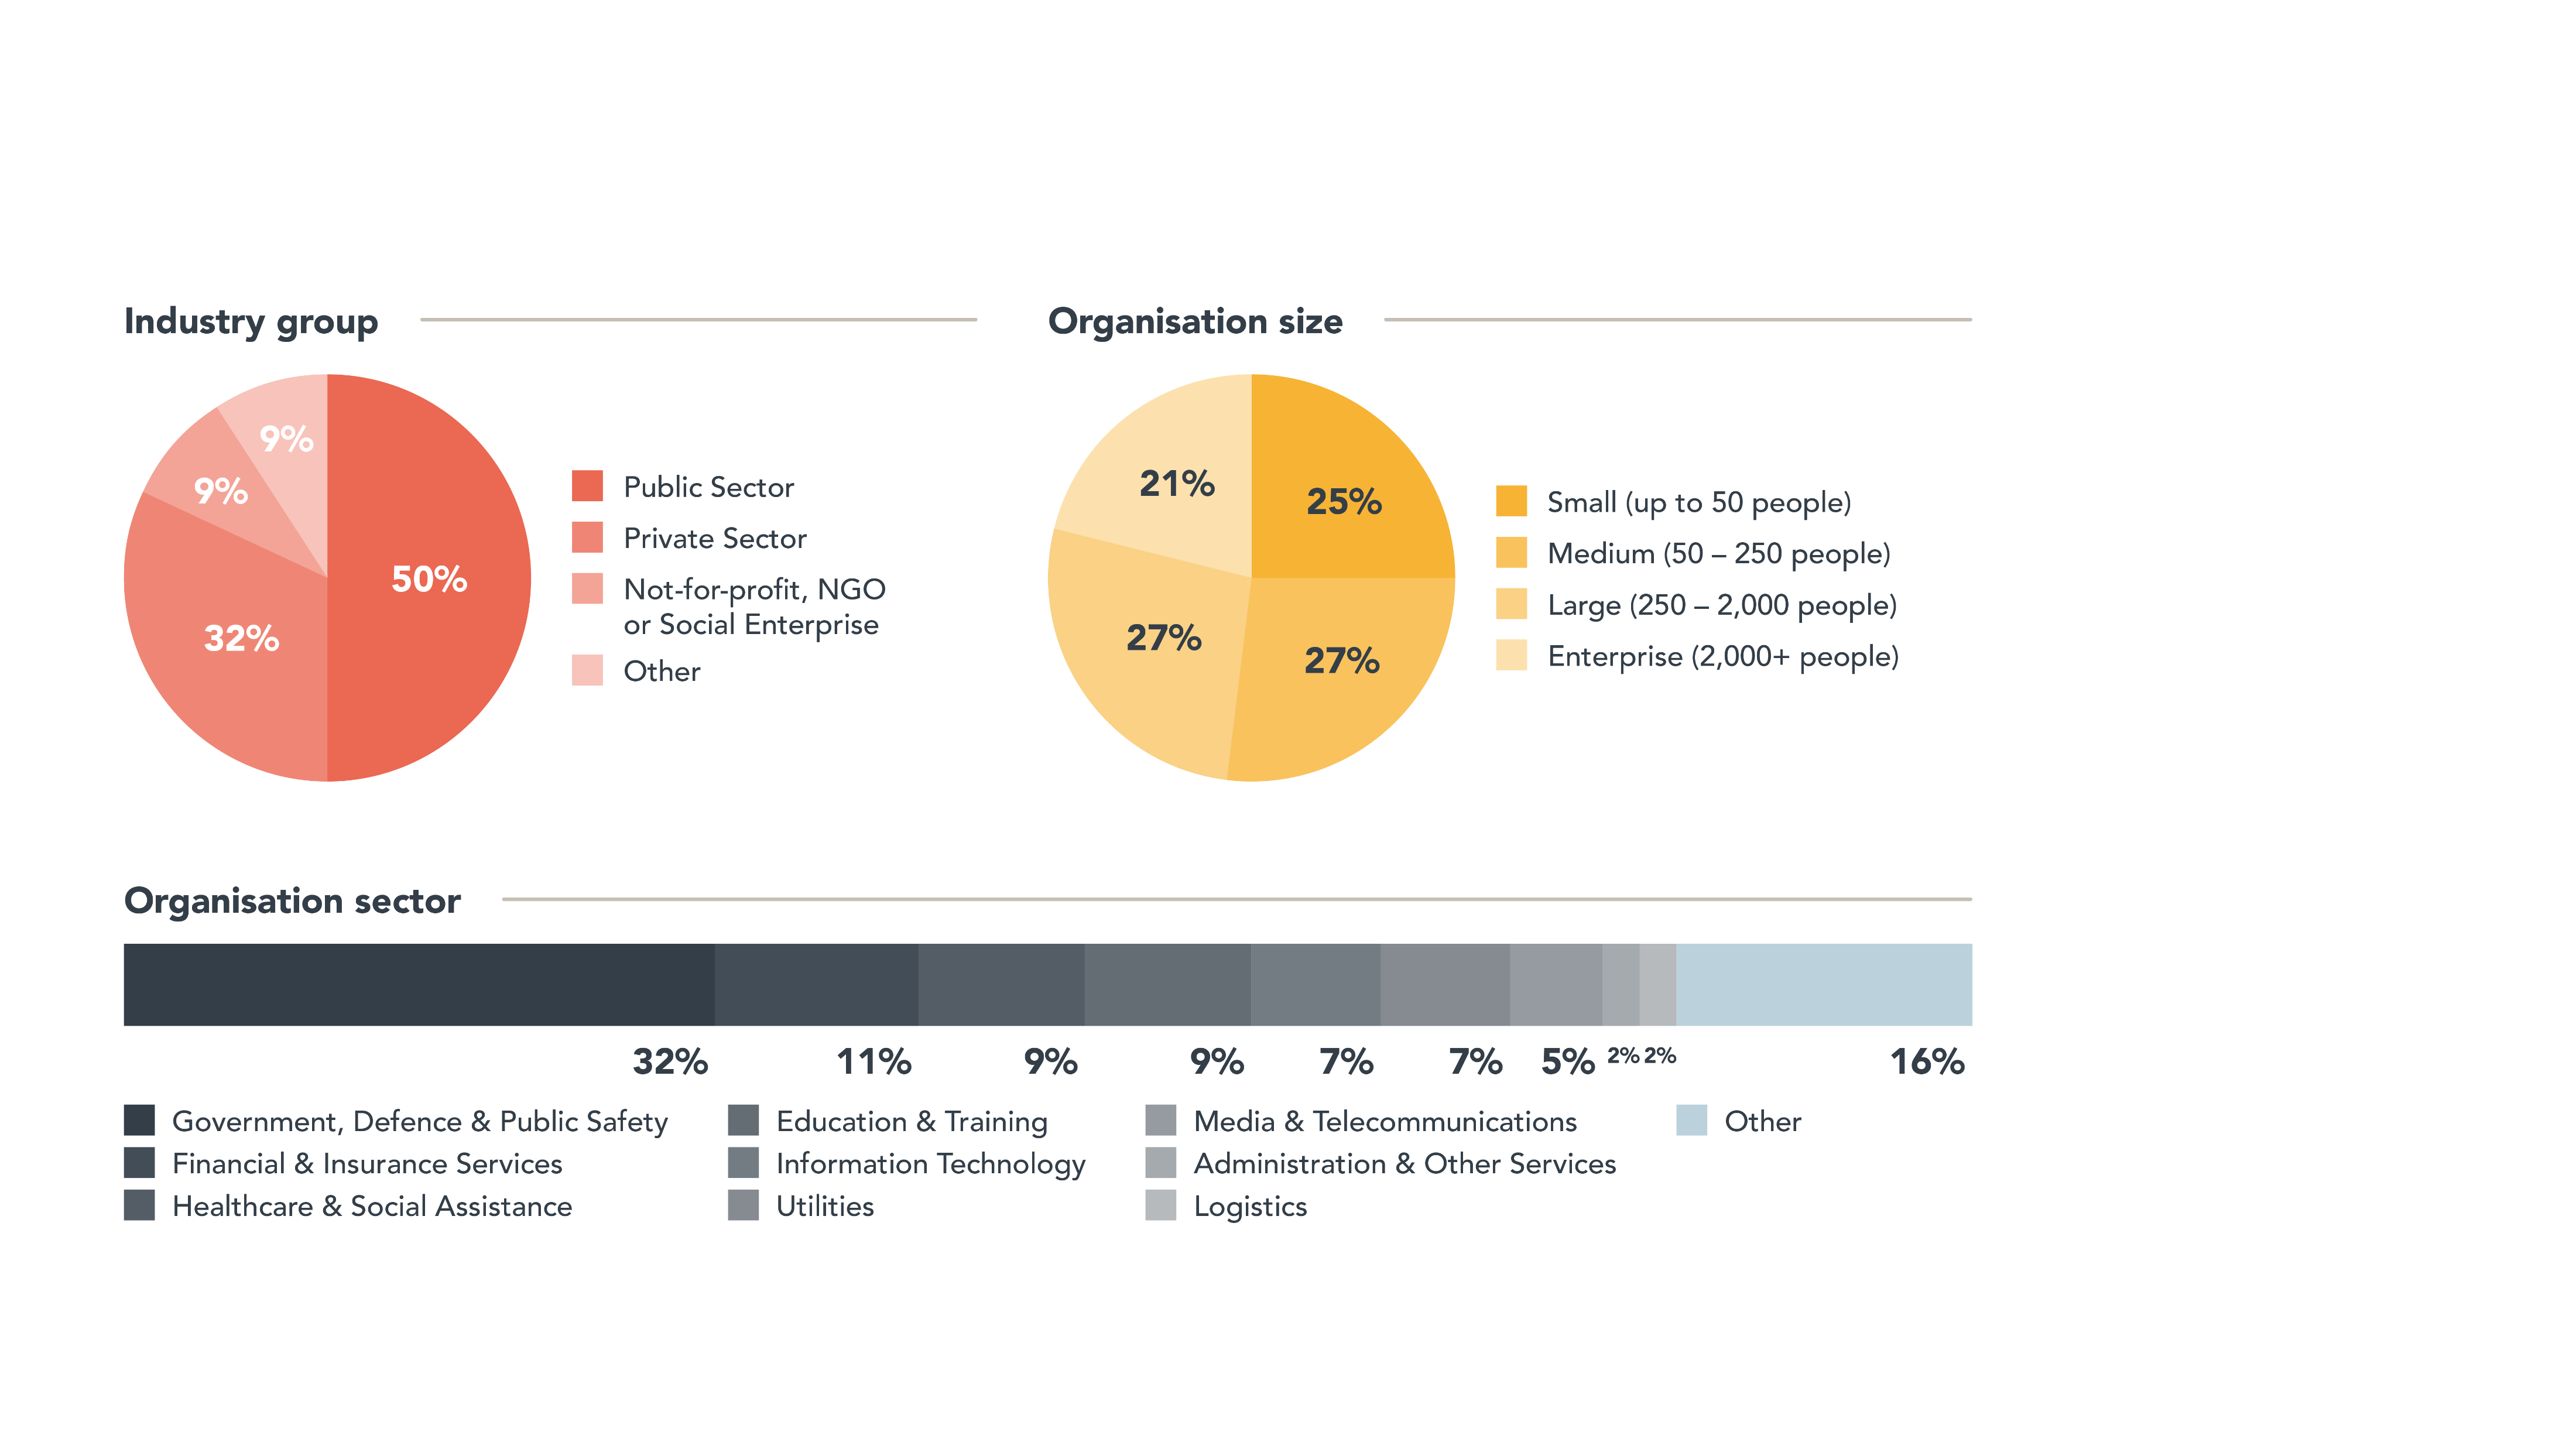 Industry group
9%
9%
50%
32%
Public Sector
Private Sector
Not-for-profit, NGO
or Social Enterprise
Other
Organisation size
21%
25%
27%
27%
Small (up to 50 people)
Medium (50 – 250 people)
Large (250 – 2,000 people)
Enterprise (2,000+ people)
Organisation sector
32% 11% 9% 9% 7% 7% 5% 2% 2% 16%
Government, Defence & Public Safety
Financial & Insurance Services
Healthcare & Social Assistance
Education & Training
Information Technology
Utilities
Media & Telecommunications
Administration & Other Services
Logistics
Other